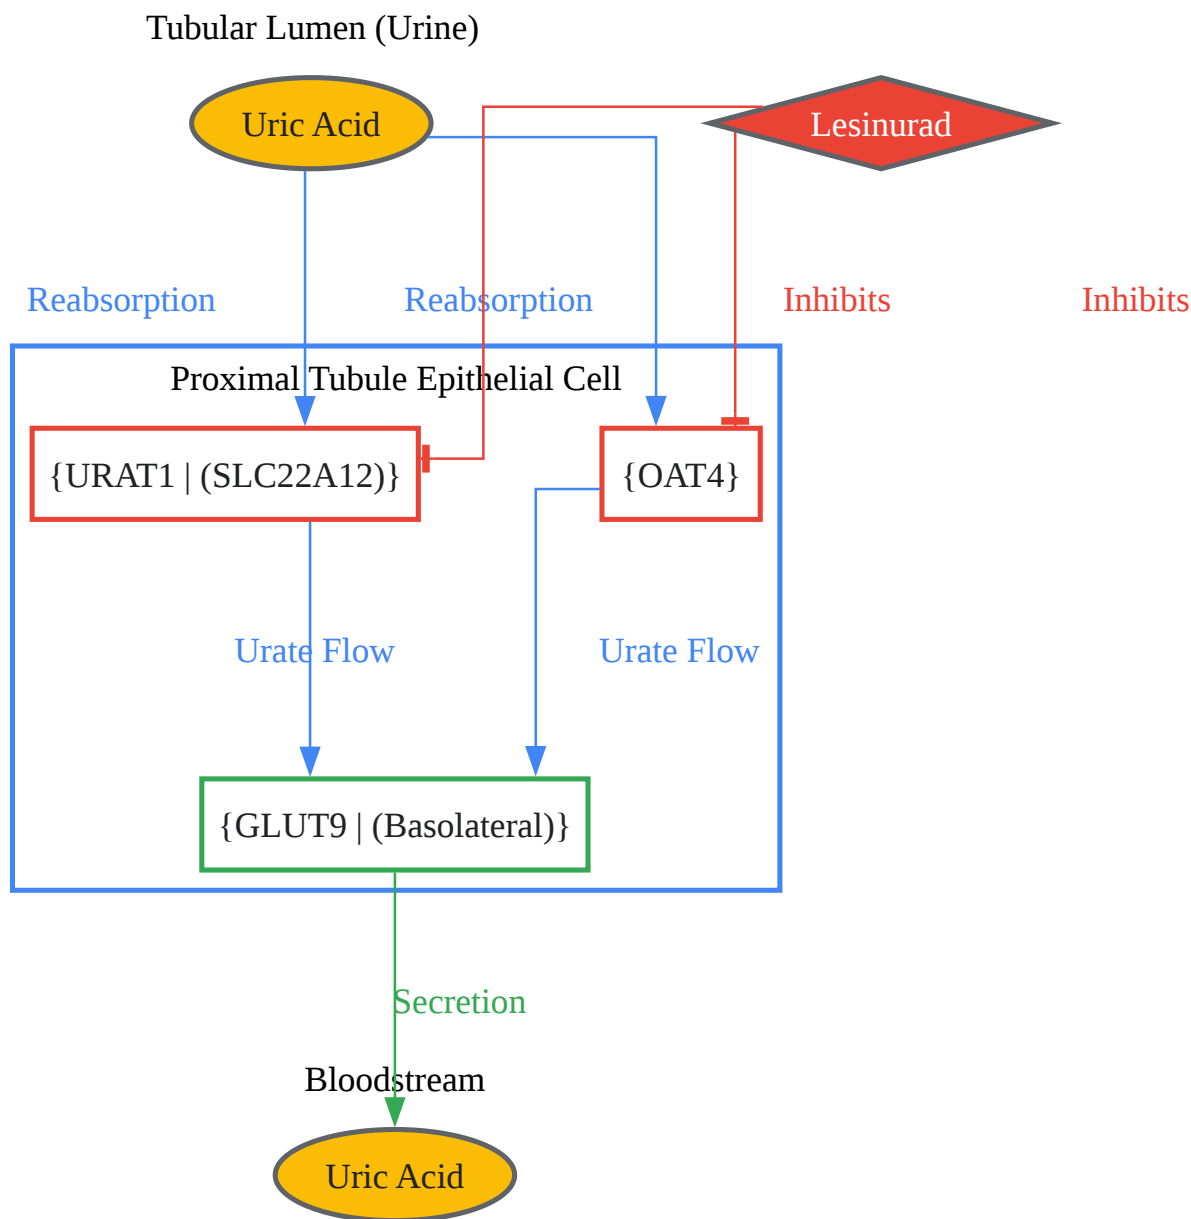 Tubular Lumen (Urine)
Uric Acid
Lesinurad
Reabsorption
Reabsorption
Inhibits
Inhibits
Proximal Tubule Epithelial Cell
{URAT1 | (SLC22A12)}
{OAT4}
Urate Flow
Urate Flow
{GLUT9 | (Basolateral)}
Secretion
Bloodstream
Uric Acid